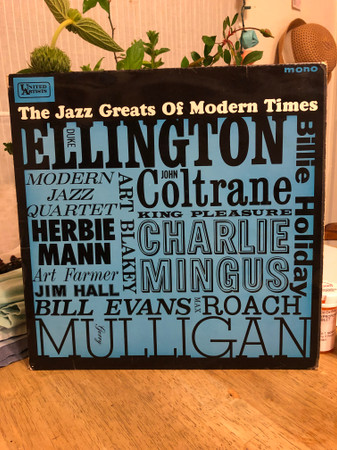 UNITED ARTISTS
mono
The Jazz Greats Of Modern Times
DUKE
ELLINGTON
Billie Holiday
MODERN
JAZZ
QUARTET
ART BLAKEY
JOHN
Coltrane
KING PLEASURE
HERBIE
MANN
CHARLIE
MINGUS
Art Farmer
JIM HALL
BILL EVANS
MAX
ROACH
Gerry
MULLIGAN